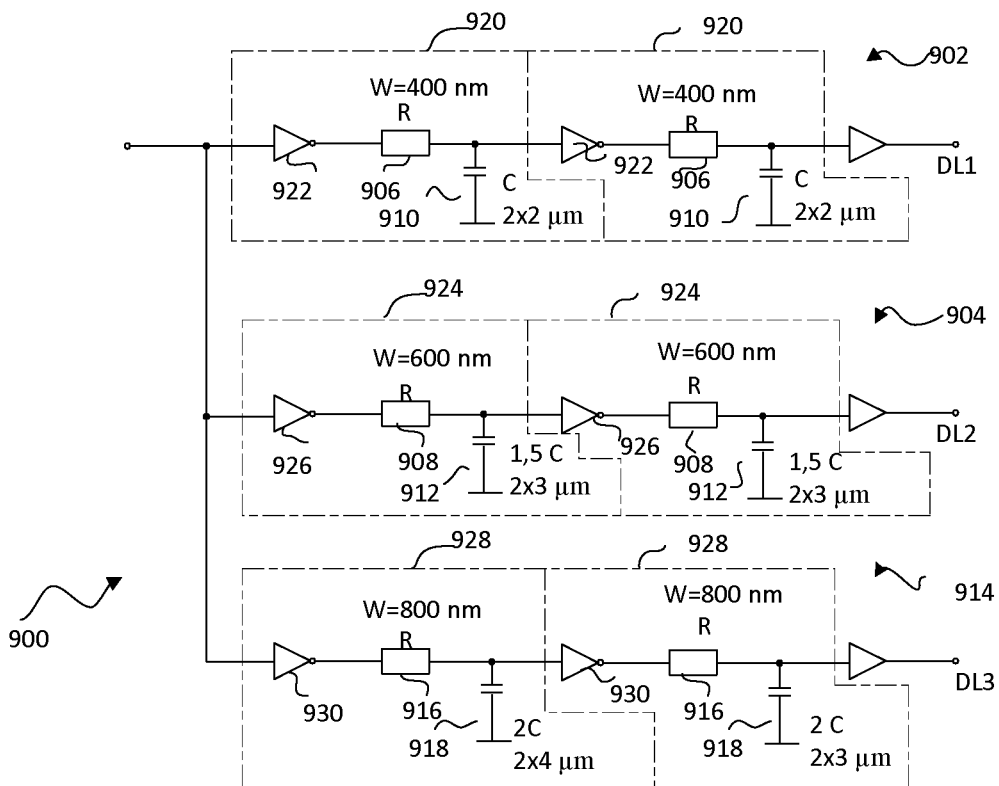 920
920
902
W=400 nm
R
W=400 nm
R
922
906
910
C
2x2 µm
922
906
910
C
2x2 µm
DL1
924
924
904
W=600 nm
R
W=600 nm
R
926
908
912
1,5 C
2x3 µm
926
908
912
1,5 C
2x3 µm
DL2
928
928
914
W=800 nm
R
W=800 nm
R
900
930
916
918
2C
2x4 µm
930
916
918
2 C
2x3 µm
DL3